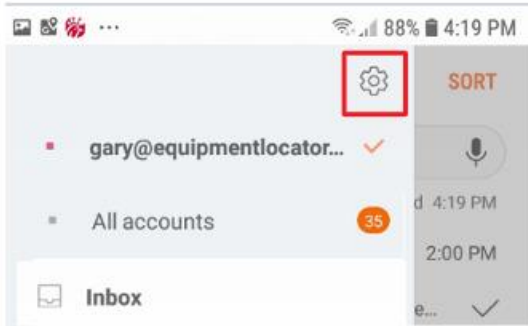 88% 4:19 PM
SORT
gary@equipmentlocator...
d 4:19 PM
All accounts 35
2:00 PM
Inbox
e...